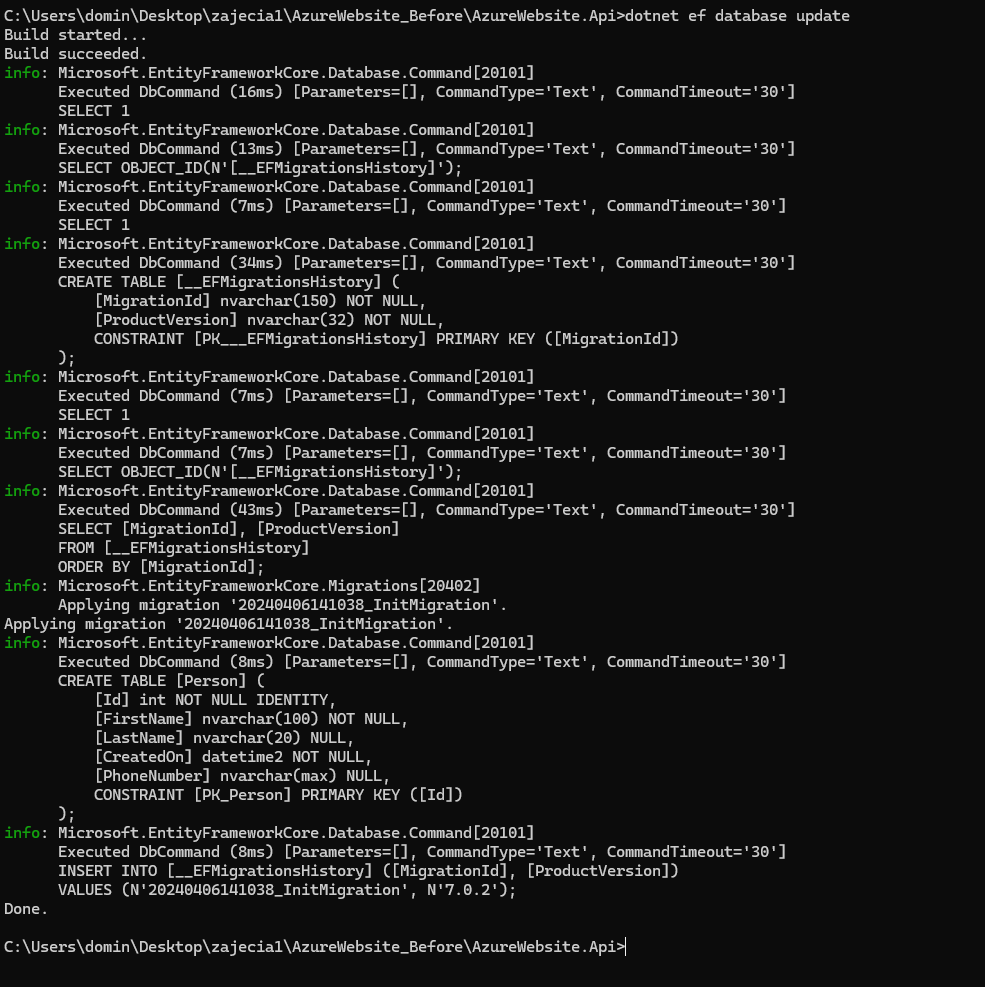 C:\Users\domin\Desktop\zajecia1\AzureWebsite_Before\AzureWebsite.Api>dotnet ef database update
Build started...
Build succeeded.
info: Microsoft.EntityFrameworkCore.Database.Command[20101]
      Executed DbCommand (16ms) [Parameters=[], CommandType='Text', CommandTimeout='30']
      SELECT 1
info: Microsoft.EntityFrameworkCore.Database.Command[20101]
      Executed DbCommand (13ms) [Parameters=[], CommandType='Text', CommandTimeout='30']
      SELECT OBJECT_ID(N'[__EFMigrationsHistory]');
info: Microsoft.EntityFrameworkCore.Database.Command[20101]
      Executed DbCommand (7ms) [Parameters=[], CommandType='Text', CommandTimeout='30']
      SELECT 1
info: Microsoft.EntityFrameworkCore.Database.Command[20101]
      Executed DbCommand (34ms) [Parameters=[], CommandType='Text', CommandTimeout='30']
      CREATE TABLE [__EFMigrationsHistory] (
          [MigrationId] nvarchar(150) NOT NULL,
          [ProductVersion] nvarchar(32) NOT NULL,
          CONSTRAINT [PK___EFMigrationsHistory] PRIMARY KEY ([MigrationId])
      );
info: Microsoft.EntityFrameworkCore.Database.Command[20101]
      Executed DbCommand (7ms) [Parameters=[], CommandType='Text', CommandTimeout='30']
      SELECT 1
info: Microsoft.EntityFrameworkCore.Database.Command[20101]
      Executed DbCommand (7ms) [Parameters=[], CommandType='Text', CommandTimeout='30']
      SELECT OBJECT_ID(N'[__EFMigrationsHistory]');
info: Microsoft.EntityFrameworkCore.Database.Command[20101]
      Executed DbCommand (43ms) [Parameters=[], CommandType='Text', CommandTimeout='30']
      SELECT [MigrationId], [ProductVersion]
      FROM [__EFMigrationsHistory]
      ORDER BY [MigrationId];
info: Microsoft.EntityFrameworkCore.Migrations[20402]
      Applying migration '20240406141038_InitMigration'.
Applying migration '20240406141038_InitMigration'.
info: Microsoft.EntityFrameworkCore.Database.Command[20101]
      Executed DbCommand (8ms) [Parameters=[], CommandType='Text', CommandTimeout='30']
      CREATE TABLE [Person] (
          [Id] int NOT NULL IDENTITY,
          [FirstName] nvarchar(100) NOT NULL,
          [LastName] nvarchar(20) NULL,
          [CreatedOn] datetime2 NOT NULL,
          [PhoneNumber] nvarchar(max) NULL,
          CONSTRAINT [PK_Person] PRIMARY KEY ([Id])
      );
info: Microsoft.EntityFrameworkCore.Database.Command[20101]
      Executed DbCommand (8ms) [Parameters=[], CommandType='Text', CommandTimeout='30']
      INSERT INTO [__EFMigrationsHistory] ([MigrationId], [ProductVersion])
      VALUES (N'20240406141038_InitMigration', N'7.0.2');
Done.
C:\Users\domin\Desktop\zajecia1\AzureWebsite_Before\AzureWebsite.Api>